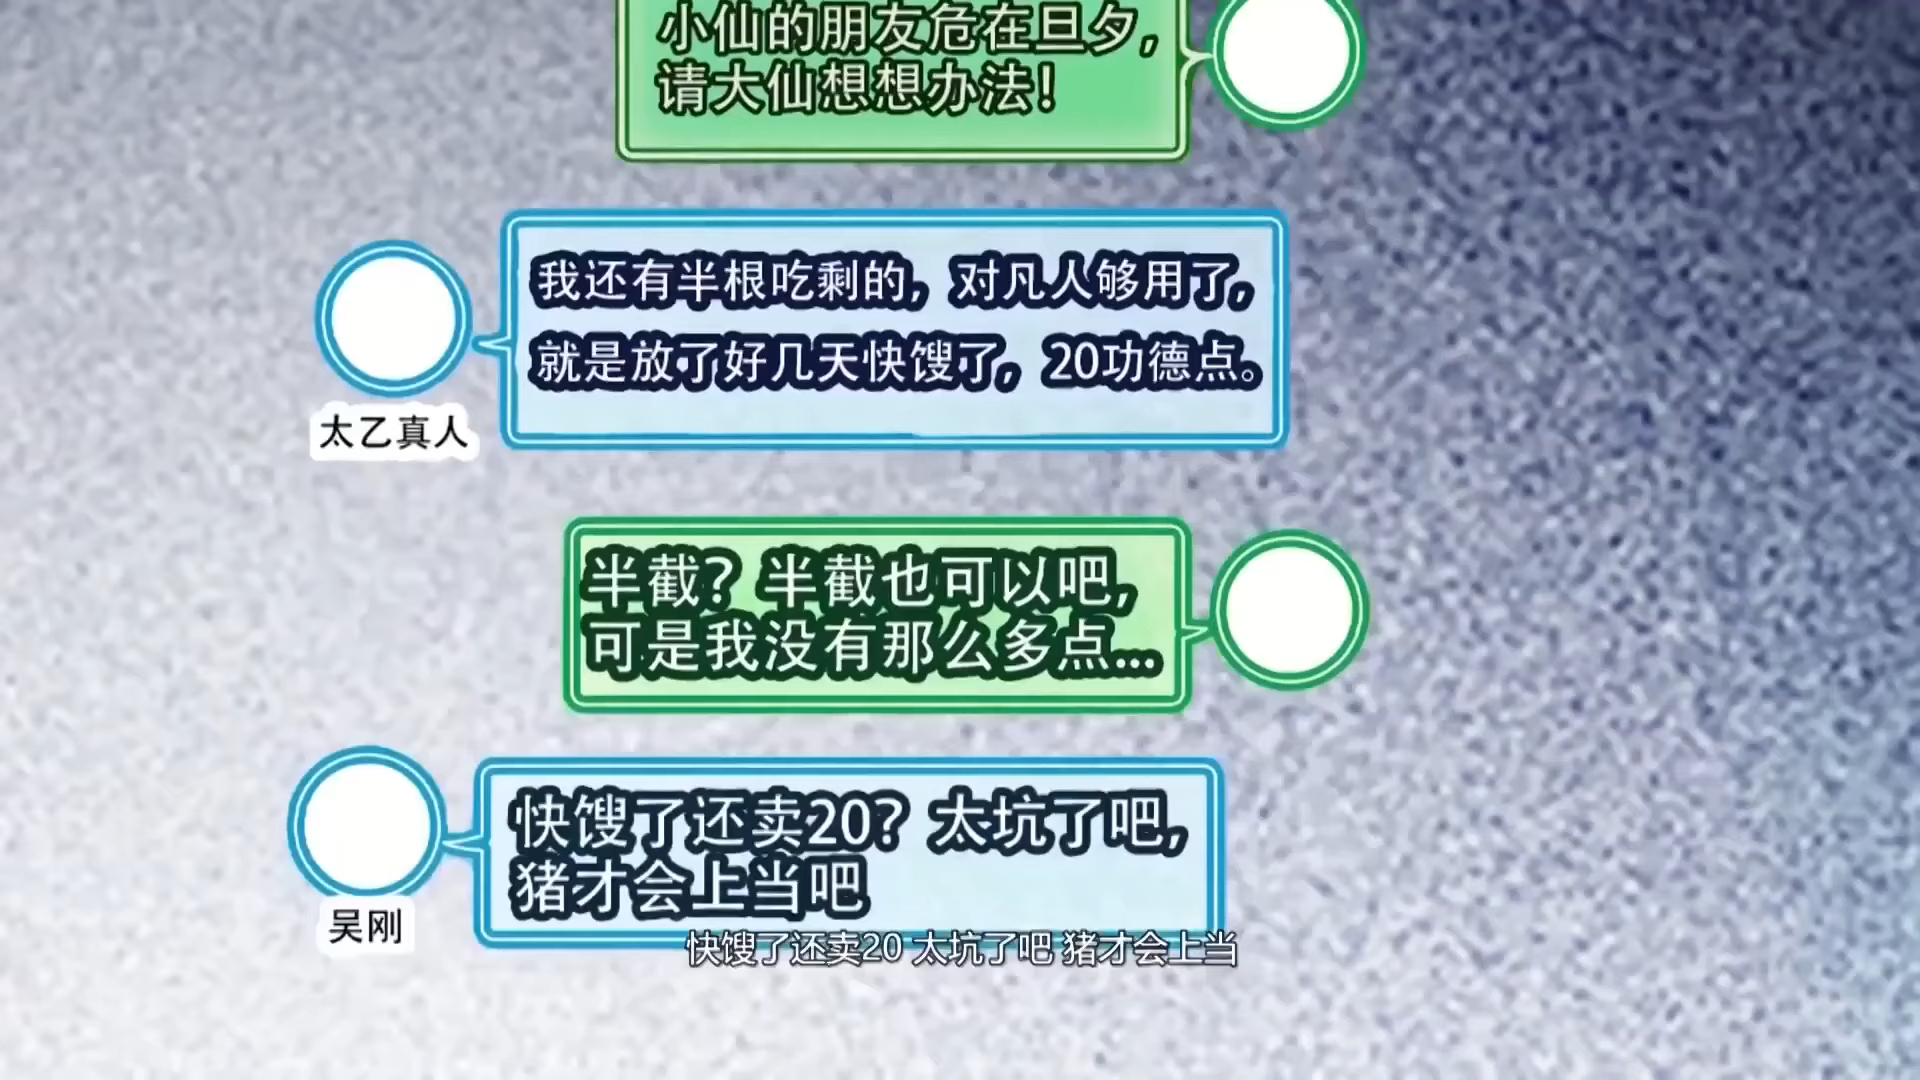 小仙的朋友危在旦夕,
请大仙想想办法！
我还有半根吃剩的，对凡人够用了,
就是放了好几天快馊了，20功德点。
太乙真人
半截？半截也可以吧,
可是我没有那么多点...
快馊了还卖20？太坑了吧,
猪才会上当吧
吴刚
快馊了还卖20 太坑了吧 猪才会上当